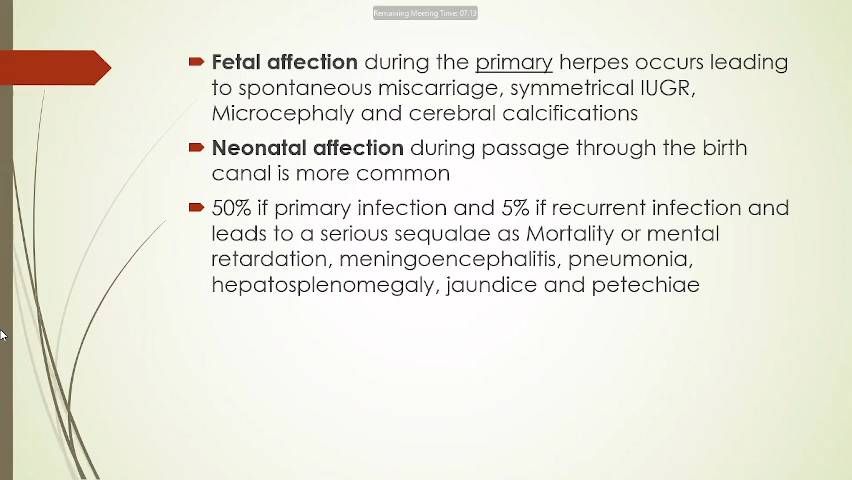 Remaining Meeting Time: 07:13
Fetal affection during the primary herpes occurs leading
to spontaneous miscarriage, symmetrical IUGR,
Microcephaly and cerebral calcifications
Neonatal affection during passage through the birth
canal is more common
50% if primary infection and 5% if recurrent infection and
leads to a serious sequalae as Mortality or mental
retardation, meningoencephalitis, pneumonia,
hepatosplenomegaly, jaundice and petechiae